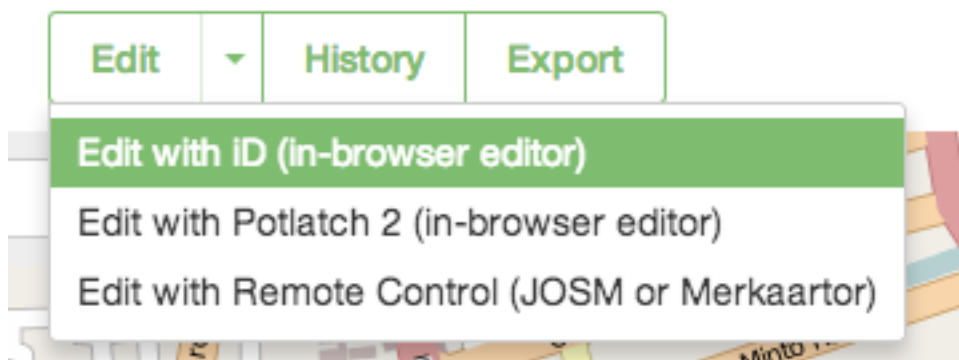 Edit History Export
Edit with iD (in-browser editor)
Edit with Potlatch 2 (in-browser editor)
Edit with Remote Control (JOSM or Merkaartor)
Minto